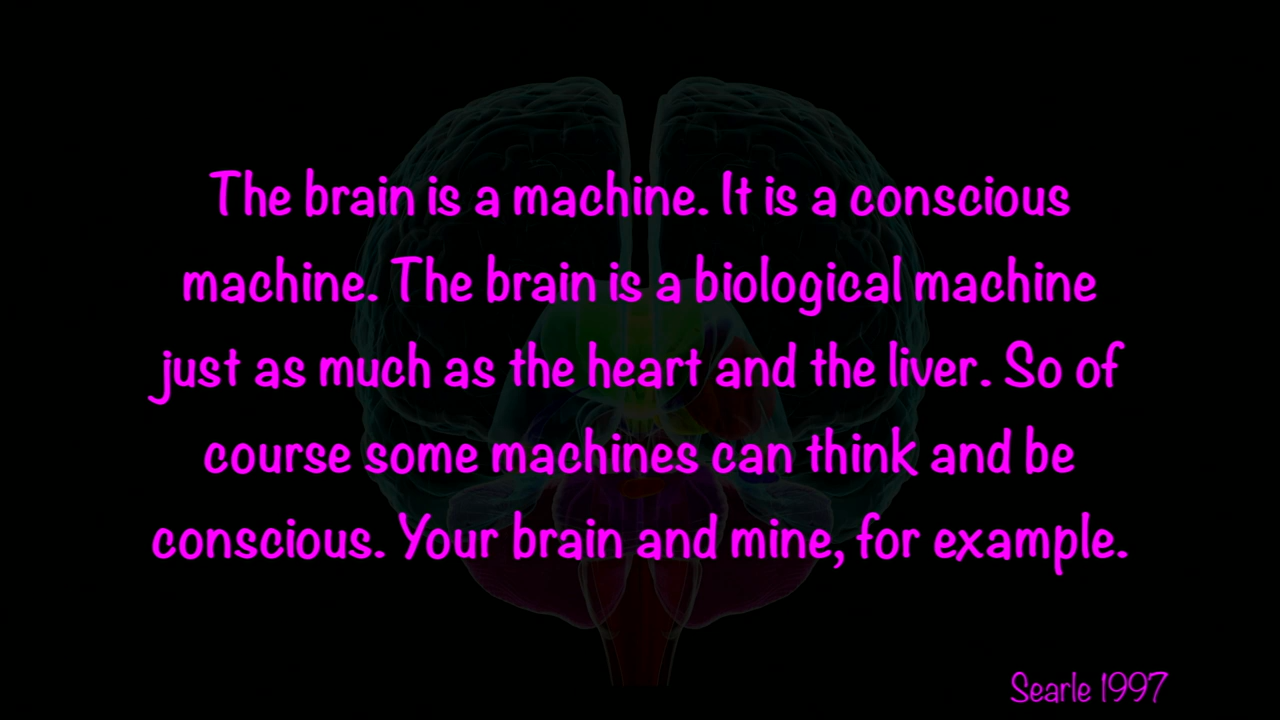 The brain is a machine. It is a conscious
machine. The brain is a biological machine
just as much as the heart and the liver. So of
course some machines can think and be
conscious. Your brain and mine, for example.
Searle 1997